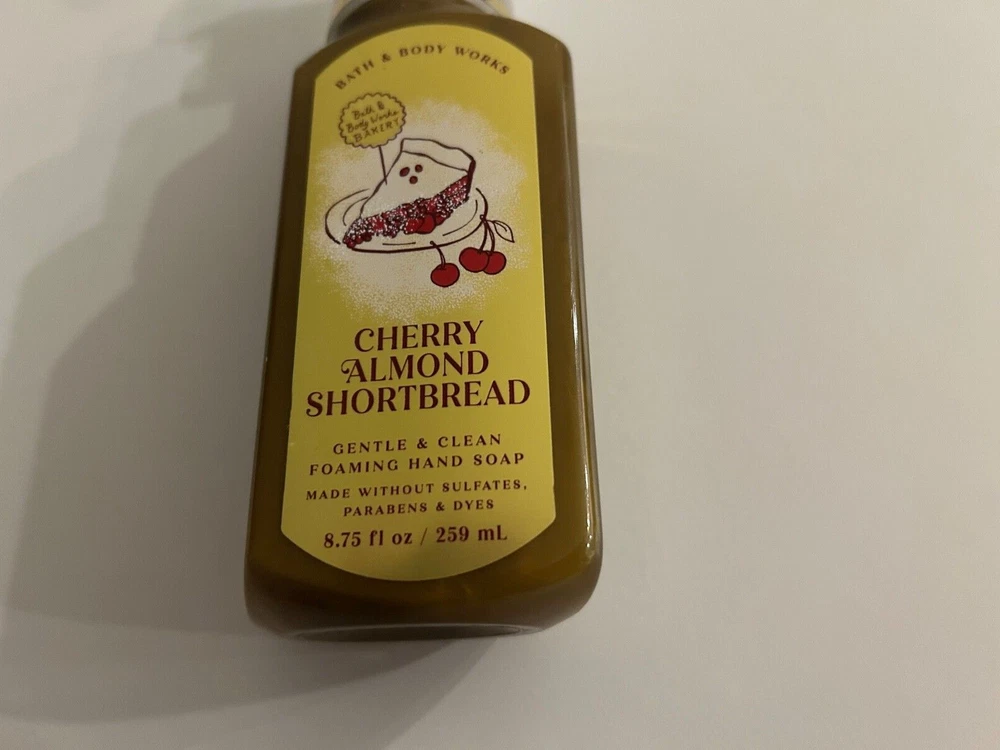 BATH & BODY WORKS
Bath &
Body Works
BAKERY
CHERRY
ALMOND
SHORTBREAD
GENTLE & CLEAN
FOAMING HAND SOAP
MADE WITHOUT SULFATES,
PARABENS & DYES
8.75 fl oz / 259 mL